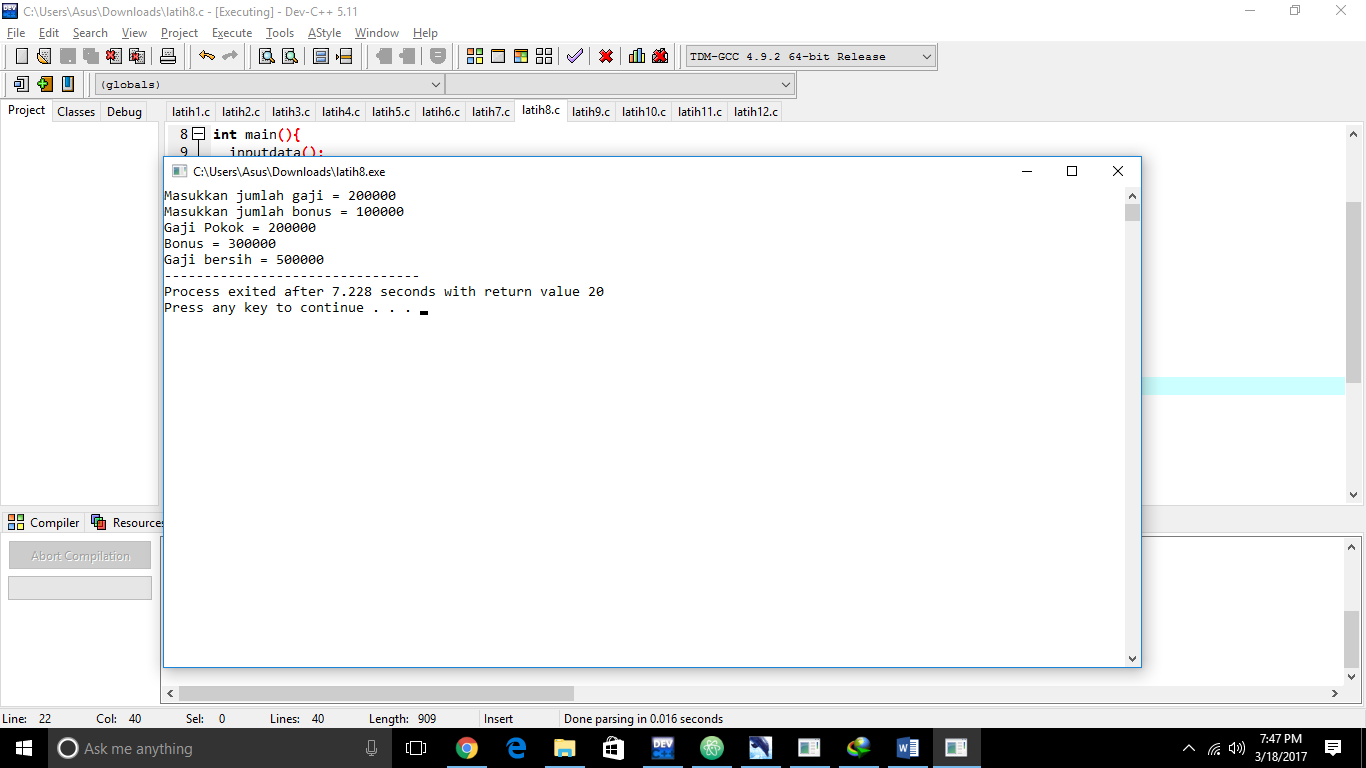 C:\Users\Asus\Downloads\latih8.c - [Executing] - Dev-C++ 5.11
File Edit Search View Project Execute Tools AStyle Window Help
TDM-GCC 4.9.2 64-bit Release
(globals)
Project Classes Debug
latih1.c latih2.c latih3.c latih4.c latih5.c latih6.c latih7.c latih8.c latih9.c latih10.c latih11.c latih12.c
8 int main(){
9 inputdata();
C:\Users\Asus\Downloads\latih8.exe
Masukkan jumlah gaji = 200000
Masukkan jumlah bonus = 100000
Gaji Pokok = 200000
Bonus = 300000
Gaji bersih = 500000
--------------------------------
Process exited after 7.228 seconds with return value 20
Press any key to continue . . .
Compiler Resources
Abort Compilation
Line: 22 Col: 40 Sel: 0 Lines: 40 Length: 909 Insert Done parsing in 0.016 seconds
Ask me anything
DEV
7:47 PM
3/18/2017